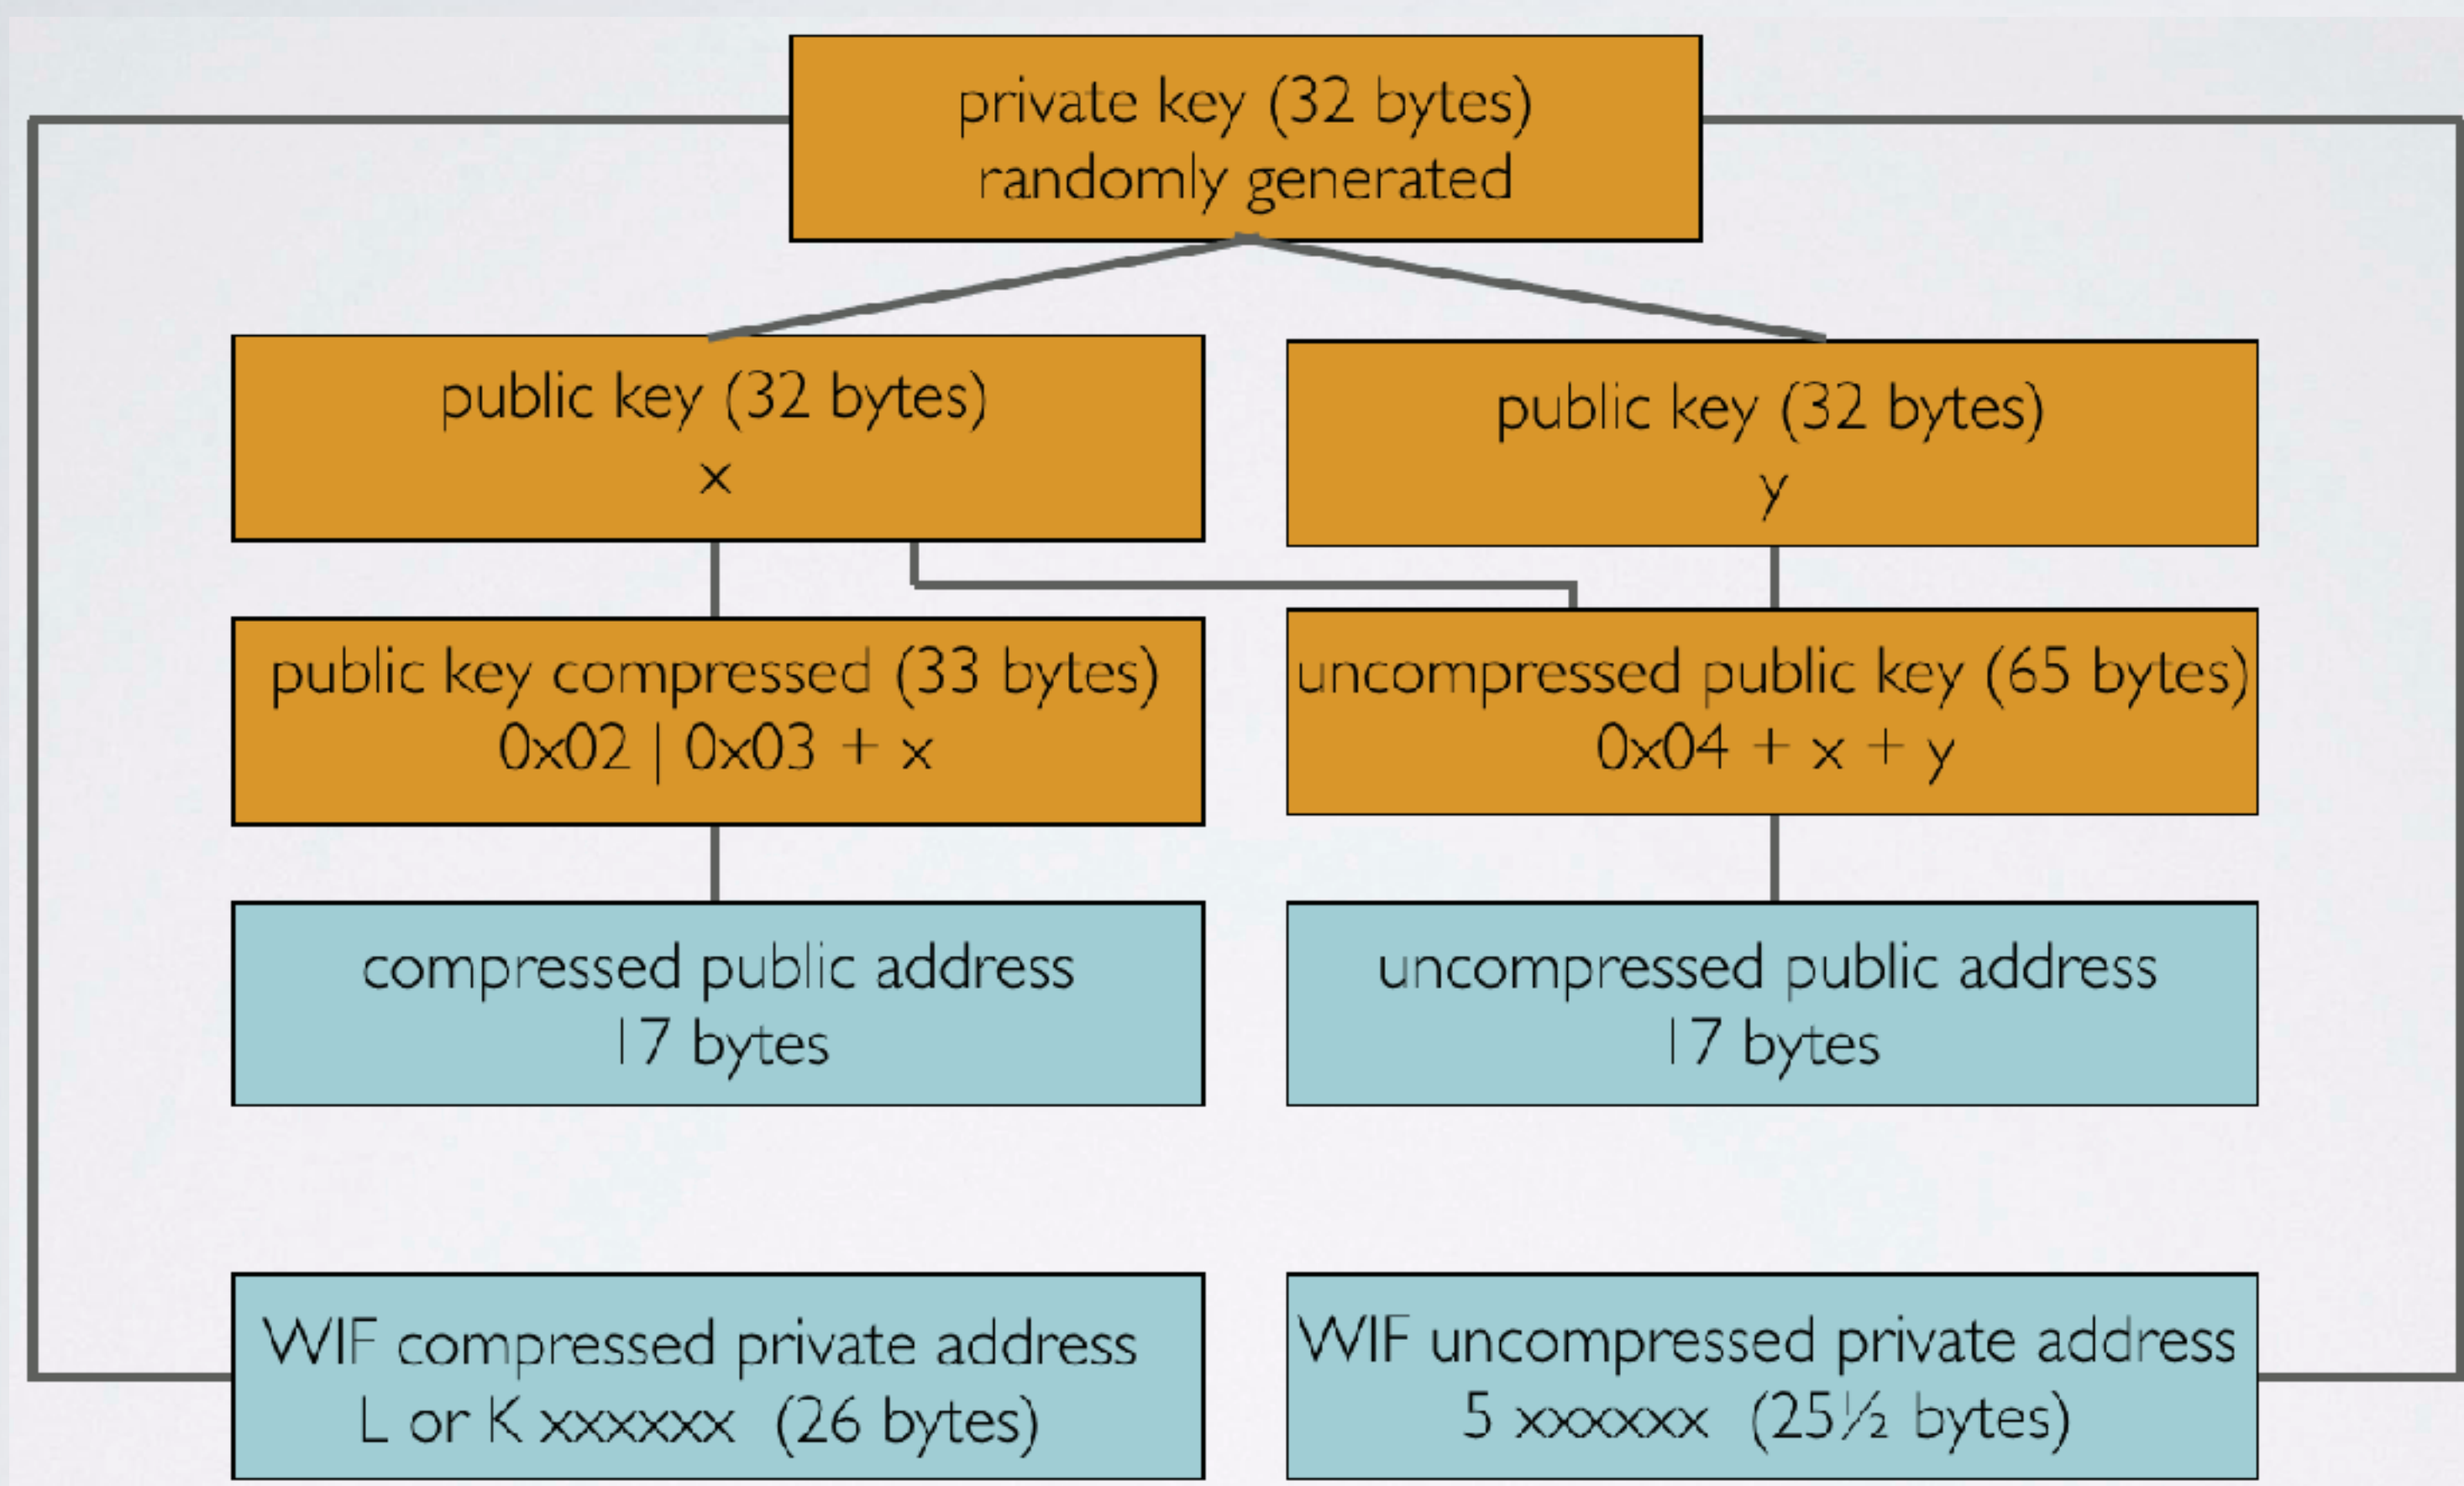 private key (32 bytes)
randomly generated
public key (32 bytes)
x
public key (32 bytes)
y
public key compressed (33 bytes)
0x02 | 0x03 + x
uncompressed public key (65 bytes)
0x04 + x + y
compressed public address
17 bytes
uncompressed public address
17 bytes
WIF compressed private address
L or K xxxxxx (26 bytes)
WIF uncompressed private address
5 xxxxxx (25½ bytes)